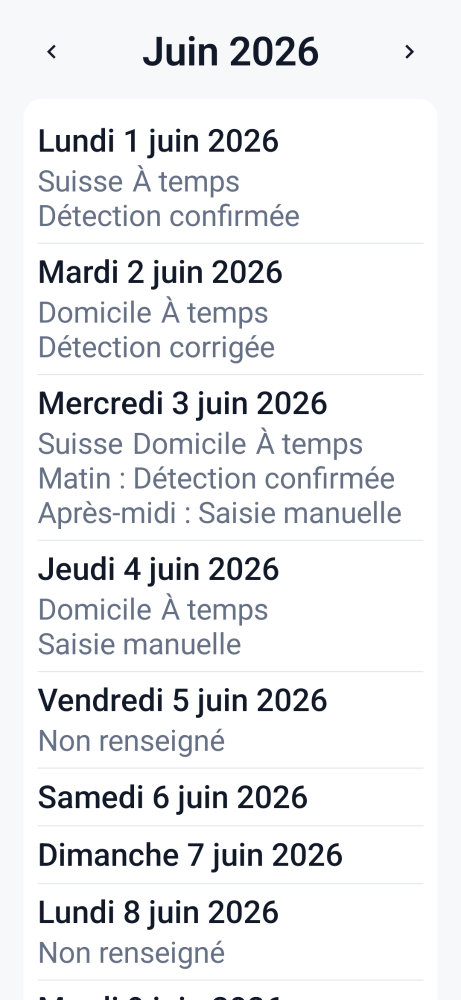 Juin 2026
Lundi 1 juin 2026
Suisse À temps
Détection confirmée
Mardi 2 juin 2026
Domicile À temps
Détection corrigée
Mercredi 3 juin 2026
Suisse Domicile À temps
Matin : Détection confirmée
Après-midi : Saisie manuelle
Jeudi 4 juin 2026
Domicile À temps
Saisie manuelle
Vendredi 5 juin 2026
Non renseigné
Samedi 6 juin 2026
Dimanche 7 juin 2026
Lundi 8 juin 2026
Non renseigné